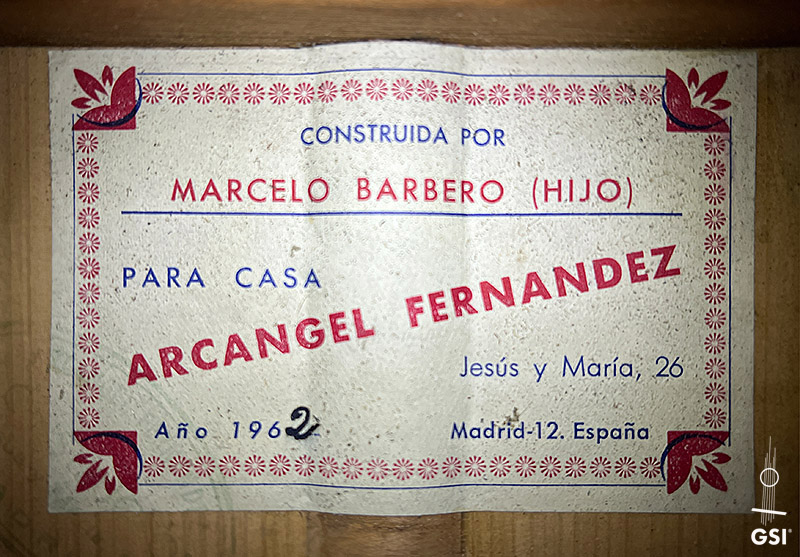 CONSTRUIDA POR
MARCELO BARBERO (HIJO)
PARA CASA
ARCANGEL FERNANDEZ
Jesús y María, 26
Año 1962
Madrid-12. España
GSI®